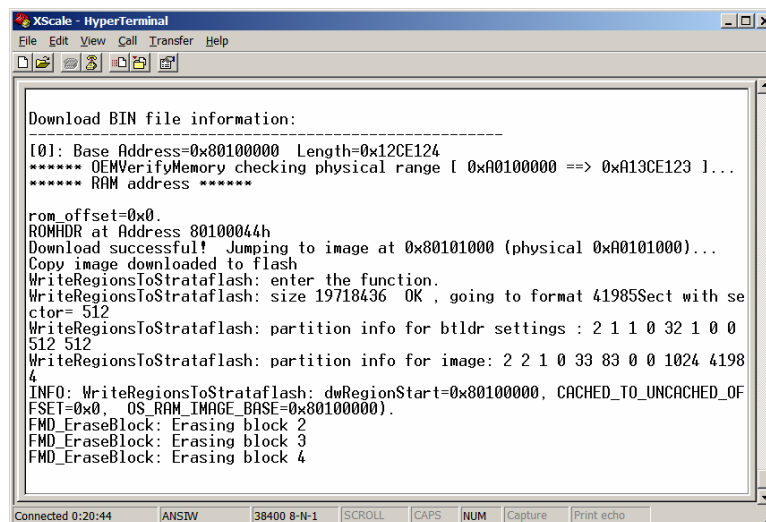 XScale - HyperTerminal
File Edit View Call Transfer Help
Download BIN file information:
-----------------------------------------------------
[0]: Base Address=0x80100000 Length=0x12CE124
****** OEMVerifyMemory checking physical range [ 0xA0100000 ==> 0xA13CE123 ]...
****** RAM address ******
rom_offset=0x0.
ROMHDR at Address 80100044h
Download successful! Jumping to image at 0x80101000 (physical 0xA0101000)...
Copy image downloaded to flash
WriteRegionsToStrataflash: enter the function.
WriteRegionsToStrataflash: size 19718436 OK , going to format 41985Sect with se
ctor= 512
WriteRegionsToStrataflash: partition info for btldr settings : 2 1 1 0 32 1 0 0
512 512
WriteRegionsToStrataflash: partition info for image: 2 2 1 0 33 83 0 0 1024 4198
4
INFO: WriteRegionsToStrataflash: dwRegionStart=0x80100000, CACHED_TO_UNCACHED_OF
FSET=0x0, OS_RAM_IMAGE_BASE=0x80100000).
FMD_EraseBlock: Erasing block 2
FMD_EraseBlock: Erasing block 3
FMD_EraseBlock: Erasing block 4
Connected 0:20:44 ANSIW 38400 8-N-1 SCROLL CAPS NUM Capture Print echo